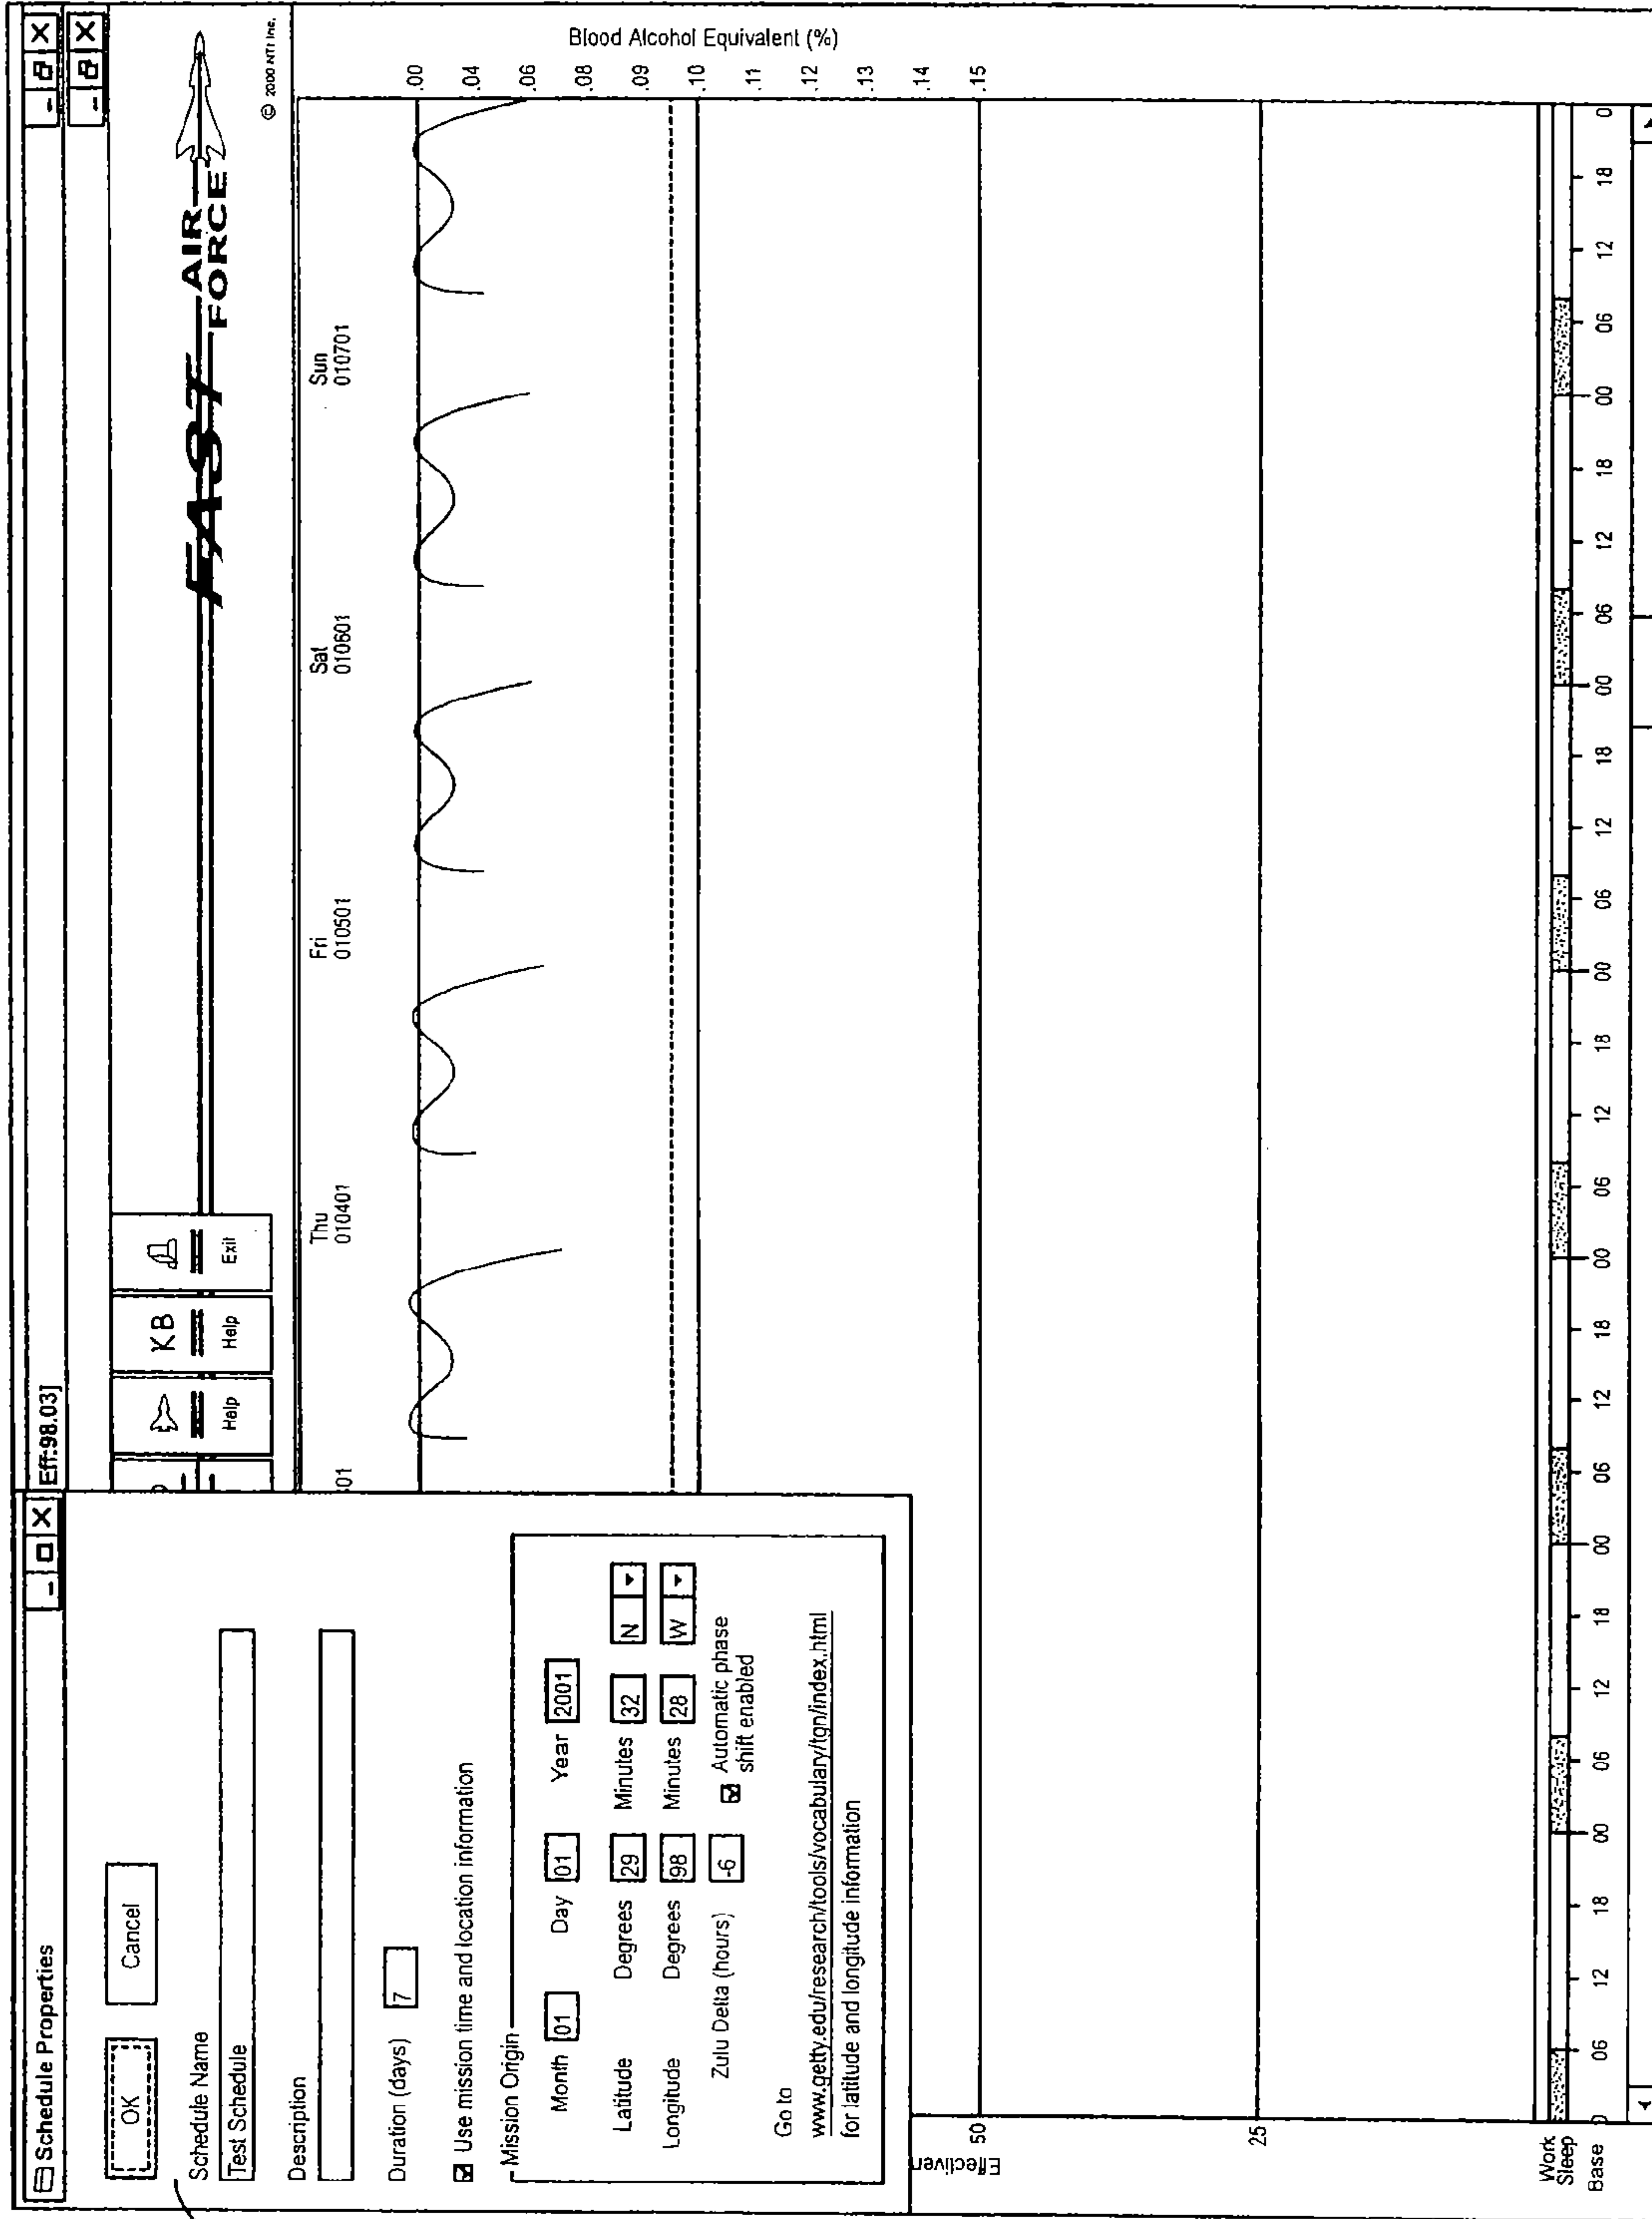 Schedule Properties
Eff:98.03]
OK
Cancel
Schedule Name
Test Schedule
Description
Duration (days) 7
Use mission time and location information
Mission Origin
Month 01 Day 01 Year 2001
Latitude Degrees 29 Minutes 32 N
Longitude Degrees 98 Minutes 28 W
Zulu Delta (hours) -6 Automatic phase
shift enabled
Go to
www.getty.edu/research/tools/vocabulary/tgn/index.html
for latitude and longitude information
Help
KB
Help
Exit
FAST AIR
FORCE
© 2000 NTI Inc.
01
Thu
010401
Fri
010501
Sat
010601
Sun
010701
.00
.04
.06
.08
.09
.10
.11
.12
.13
.14
.15
Blood Alcohol Equivalent (%)
Effectiven
50
25
Work
Sleep
Base
0 06 12 18 00 06 12 18 00 06 12 18 00 06 12 18 00 06 12 18 00 06 12 18 00 06 12 18 0